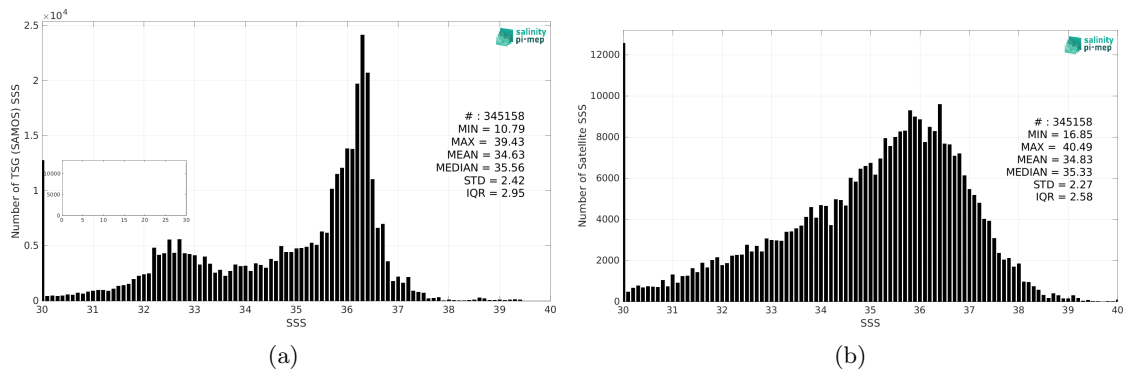 ×10⁴
2.5
2
1.5
1
0.5
0
Number of TSG (SAMOS) SSS
salinity
pi-mep
# : 345158
MIN = 10.79
MAX = 39.43
MEAN = 34.63
MEDIAN = 35.56
STD = 2.42
IQR = 2.95
10000
5000
0
0 5 10 15 20 25 30
30 31 32 33 34 35 36 37 38 39 40
SSS
(a)
12000
10000
8000
6000
4000
2000
0
Number of Satellite SSS
salinity
pi-mep
# : 345158
MIN = 16.85
MAX = 40.49
MEAN = 34.83
MEDIAN = 35.33
STD = 2.27
IQR = 2.58
30 31 32 33 34 35 36 37 38 39 40
SSS
(b)